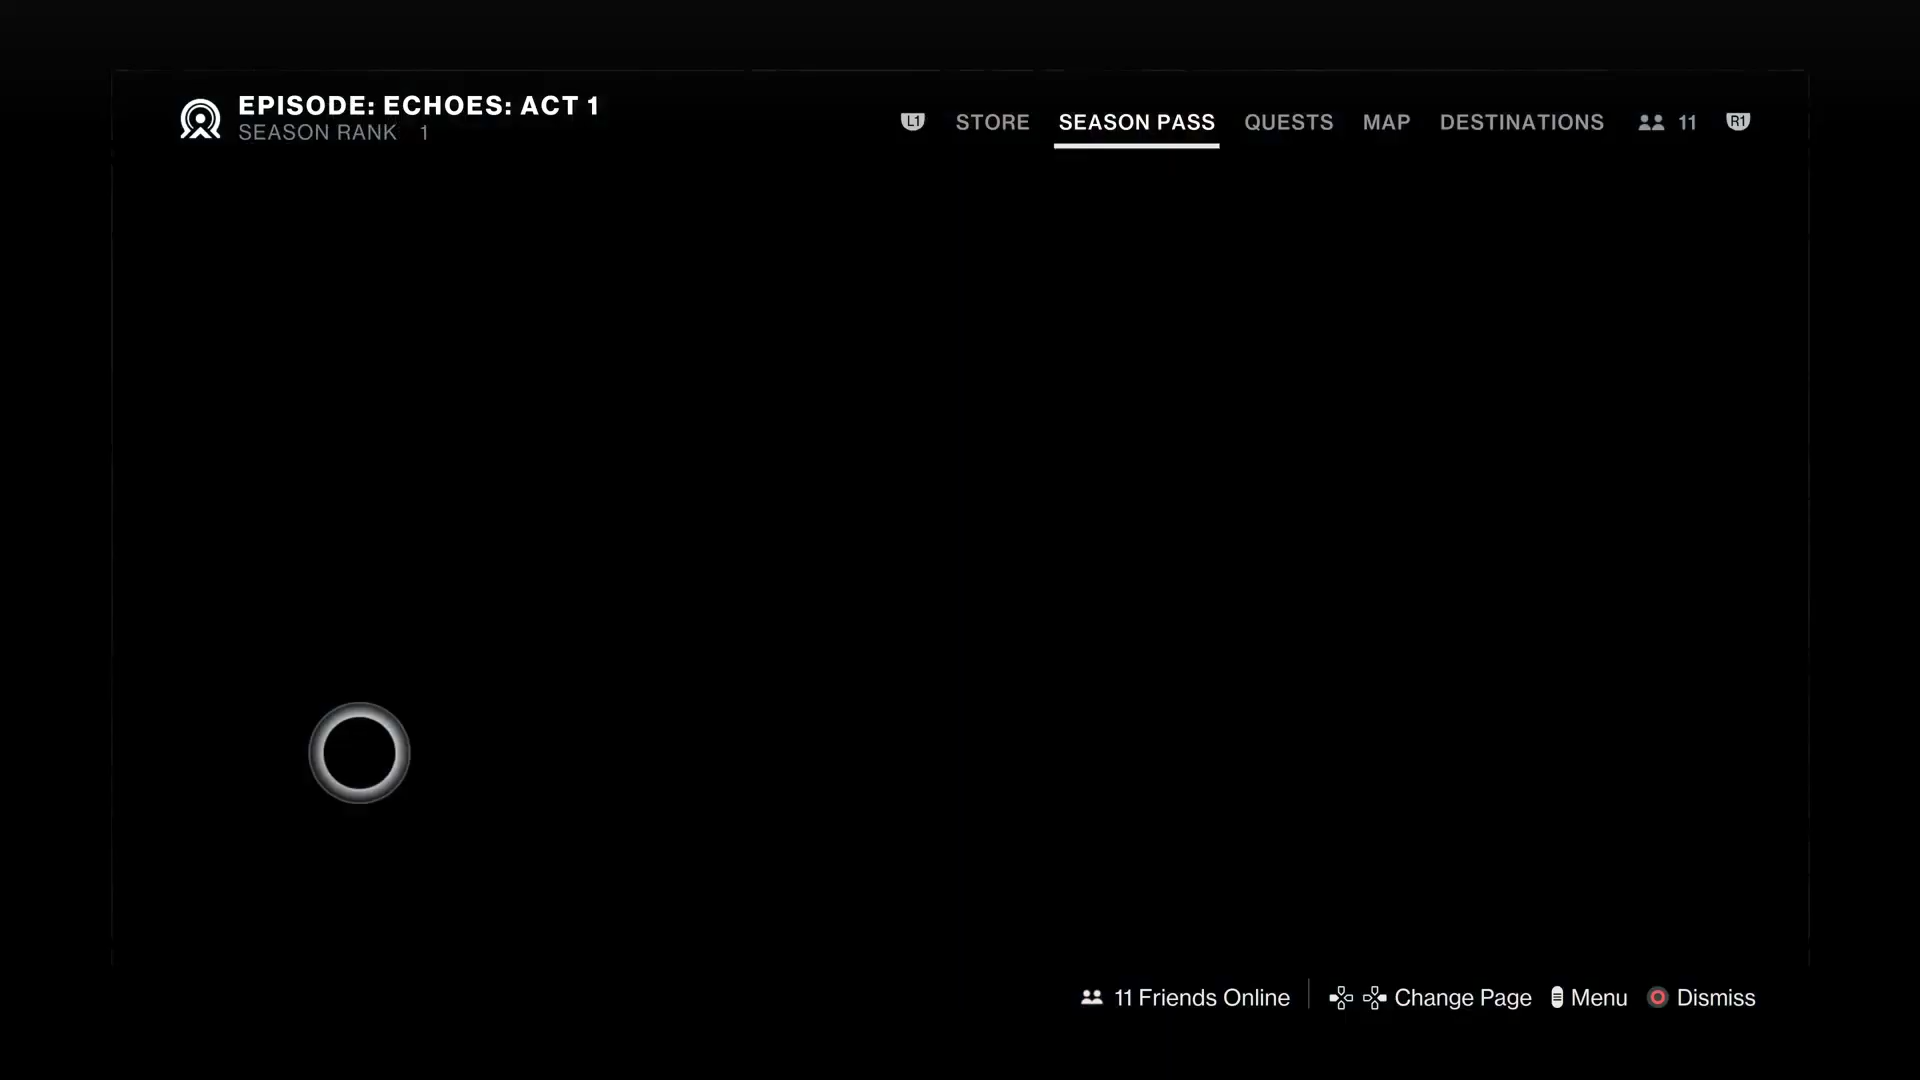 EPISODE: ECHOES: ACT 1
SEASON RANK 1
L1 STORE SEASON PASS QUESTS MAP DESTINATIONS 11 R1
11 Friends Online Change Page Menu Dismiss